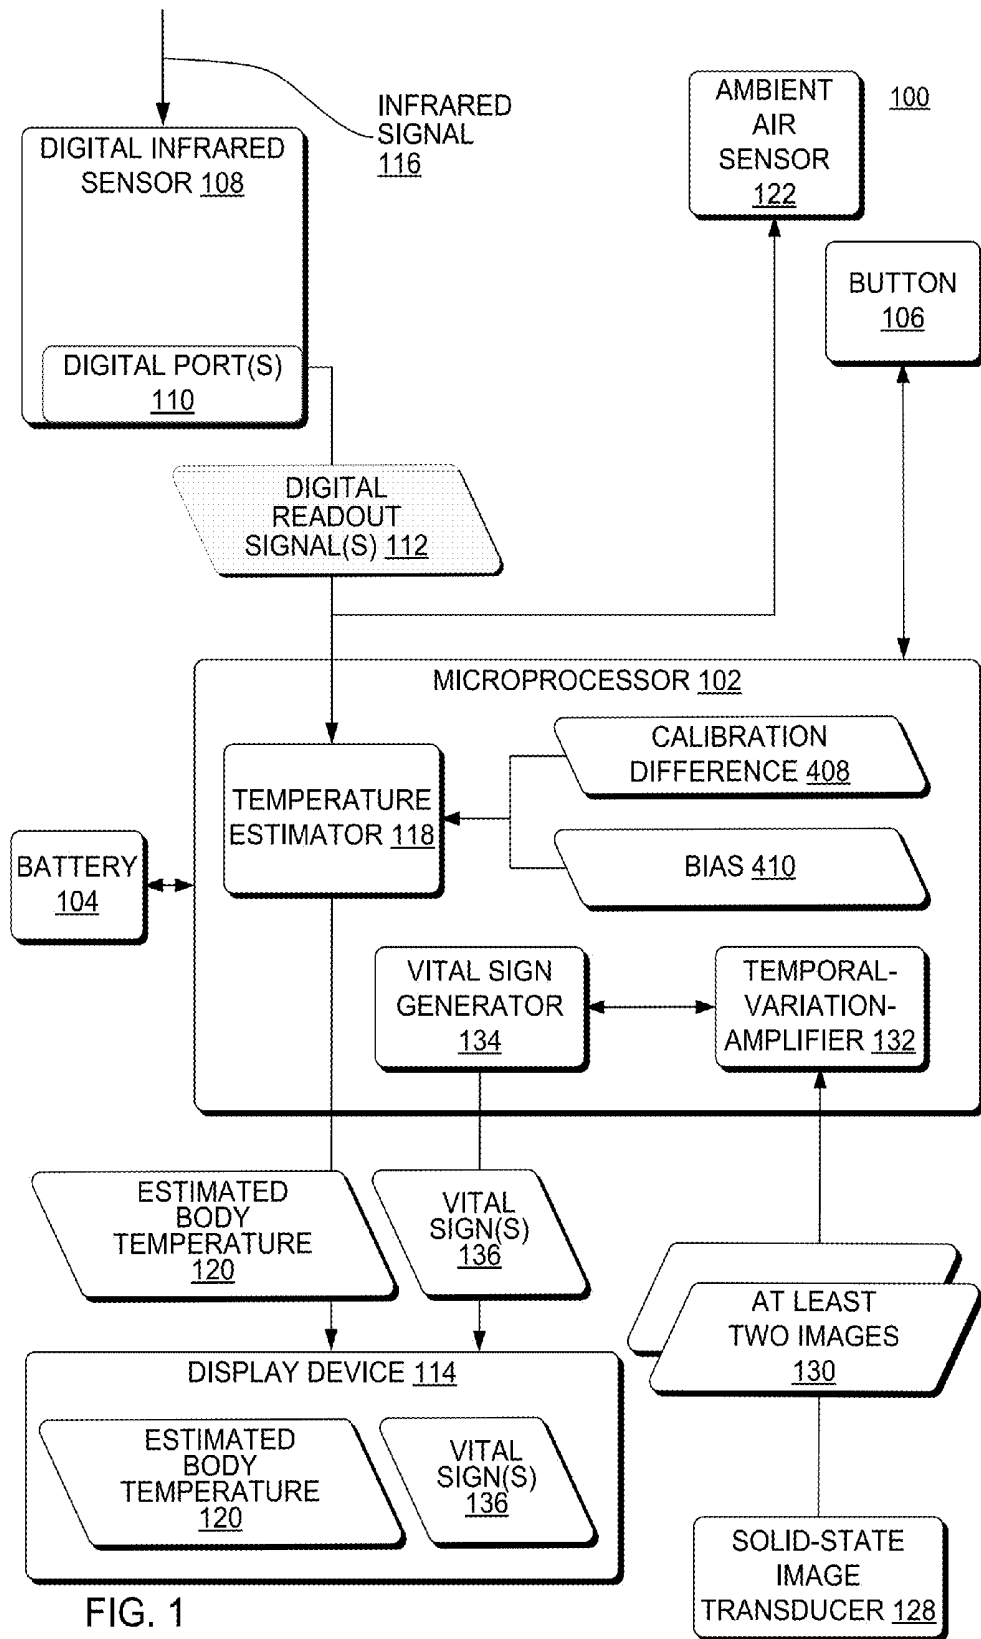 INFRARED
SIGNAL
116
AMBIENT
AIR
SENSOR
122
100
DIGITAL INFRARED
SENSOR 108
BUTTON
106
DIGITAL PORT(S)
110
DIGITAL
READOUT
SIGNAL(S) 112
MICROPROCESSOR 102
CALIBRATION
DIFFERENCE 408
TEMPERATURE
ESTIMATOR 118
BATTERY
104
BIAS 410
VITAL SIGN
GENERATOR
134
TEMPORAL-
VARIATION-
AMPLIFIER 132
ESTIMATED
BODY
TEMPERATURE
120
VITAL
SIGN(S)
136
AT LEAST
TWO IMAGES
130
DISPLAY DEVICE 114
ESTIMATED
BODY
TEMPERATURE
120
VITAL
SIGN(S)
136
SOLID-STATE
IMAGE
TRANSDUCER 128
FIG. 1